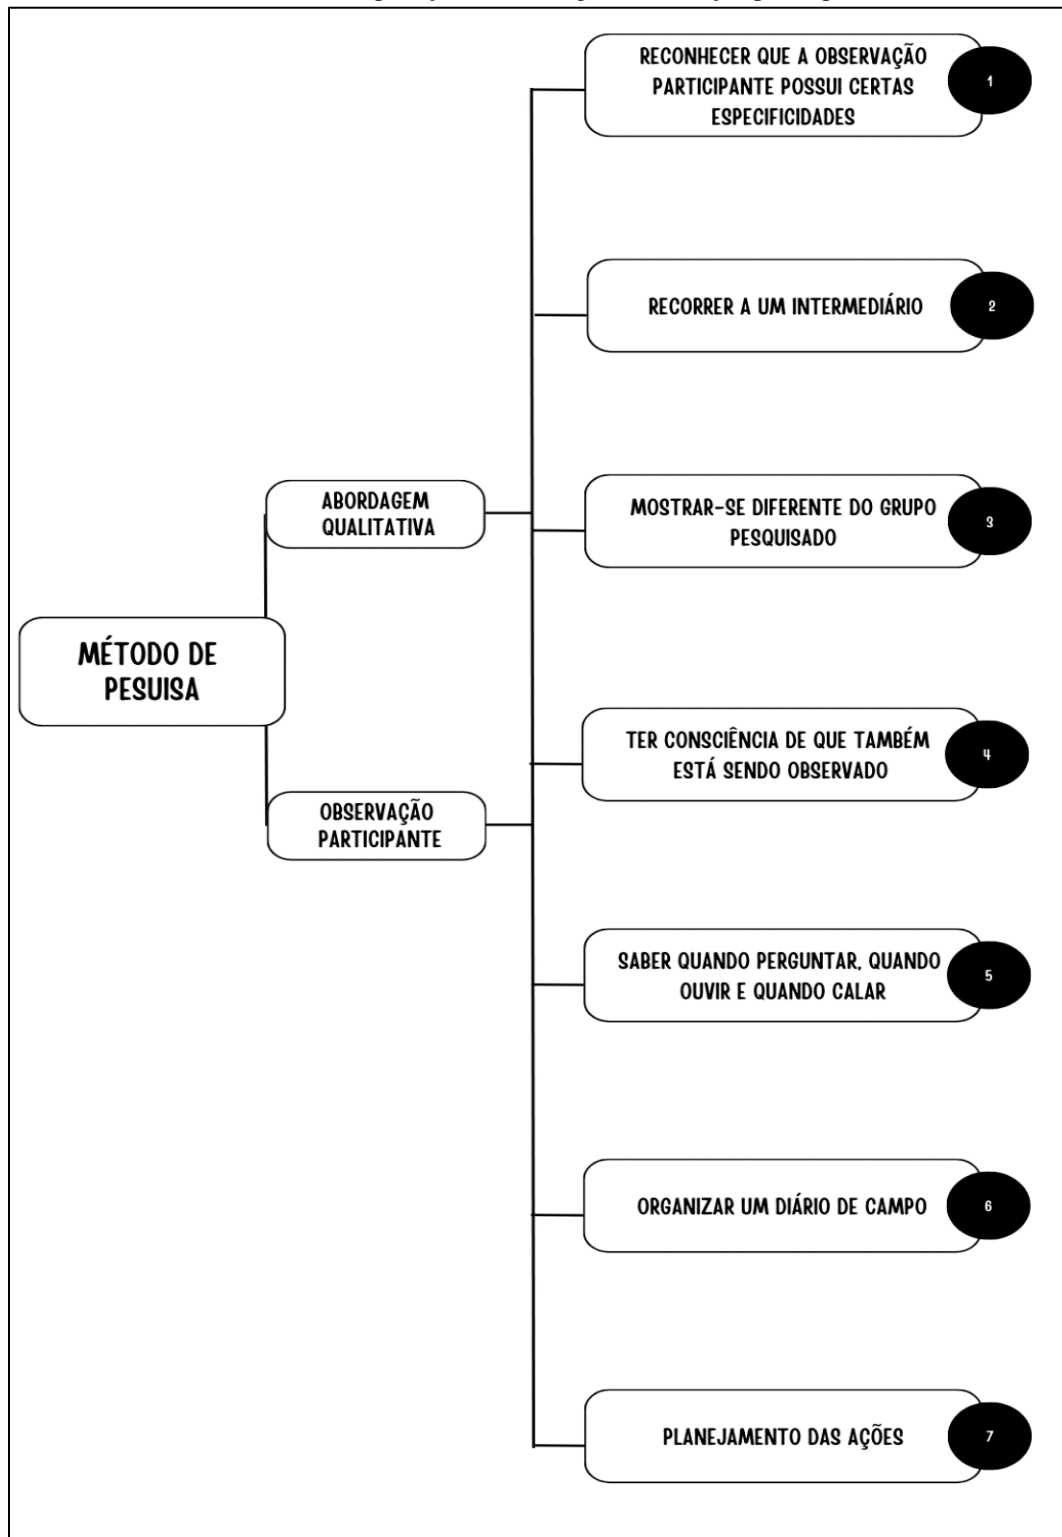 RECONHECER QUE A OBSERVAÇÃO
PARTICIPANTE POSSUI CERTAS
ESPECIFICIDADES
1
RECORRER A UM INTERMEDIÁRIO
2
MOSTRAR-SE DIFERENTE DO GRUPO
PESQUISADO
3
ABORDAGEM
QUALITATIVA
MÉTODO DE
PESUISA
TER CONSCIÊNCIA DE QUE TAMBÉM
ESTÁ SENDO OBSERVADO
4
OBSERVAÇÃO
PARTICIPANTE
SABER QUANDO PERGUNTAR, QUANDO
OUVIR E QUANDO CALAR
5
ORGANIZAR UM DIÁRIO DE CAMPO
6
PLANEJAMENTO DAS AÇÕES
7